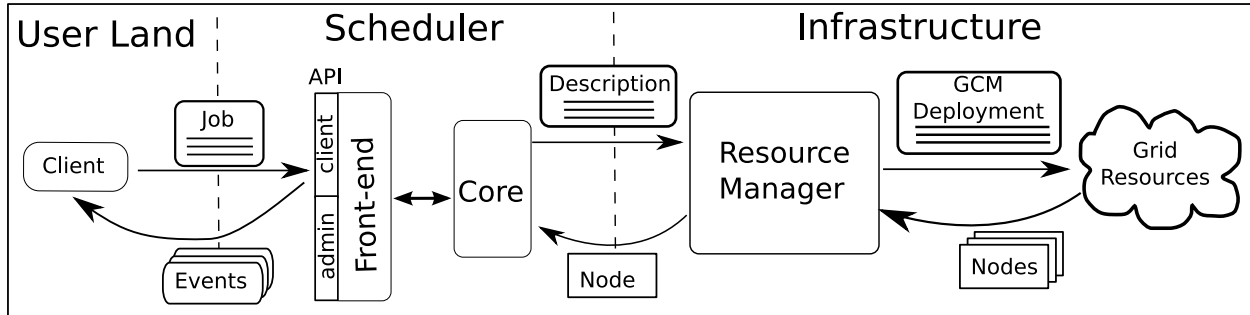 User Land
Scheduler
Infrastructure
API
Job
Description
GCM
Deployment
Client
client
admin
Front-end
Core
Resource
Manager
Grid
Resources
Events
Node
Nodes